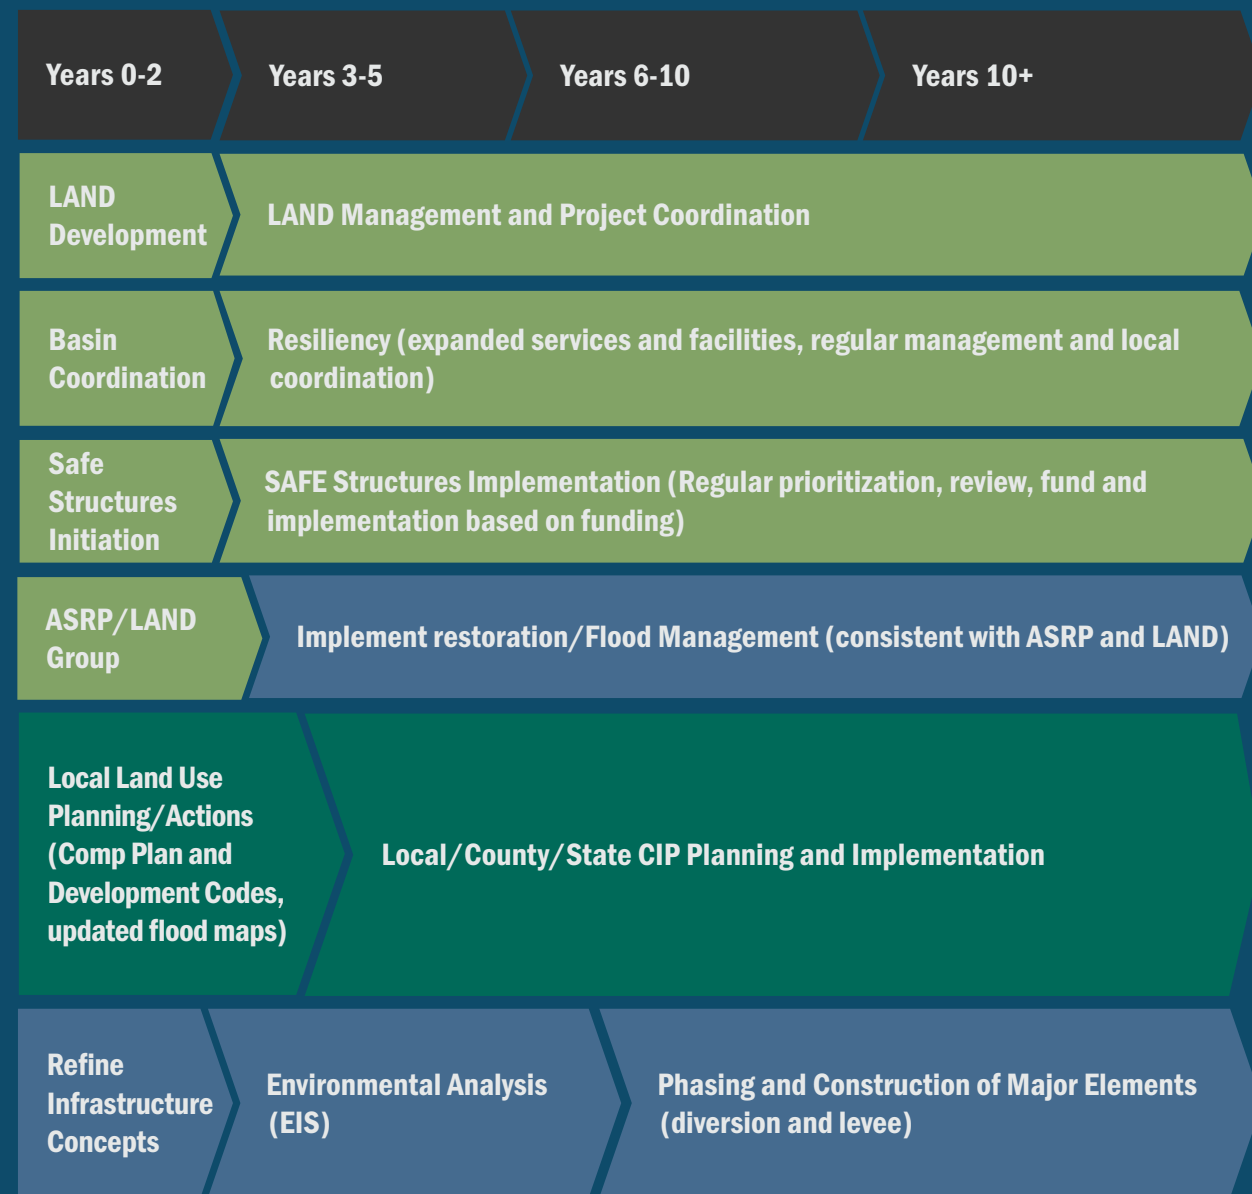 Years 0-2
Years 3-5
Years 6-10
Years 10+
LAND
Development
LAND Management and Project Coordination
Basin
Coordination
Resiliency (expanded services and facilities, regular management and local
coordination)
Safe
Structures
Initiation
SAFE Structures Implementation (Regular prioritization, review, fund and
implementation based on funding)
ASRP/LAND
Group
Implement restoration/Flood Management (consistent with ASRP and LAND)
Local Land Use
Planning/Actions
(Comp Plan and
Development Codes,
updated flood maps)
Local/County/State CIP Planning and Implementation
Refine
Infrastructure
Concepts
Environmental Analysis
(EIS)
Phasing and Construction of Major Elements
(diversion and levee)